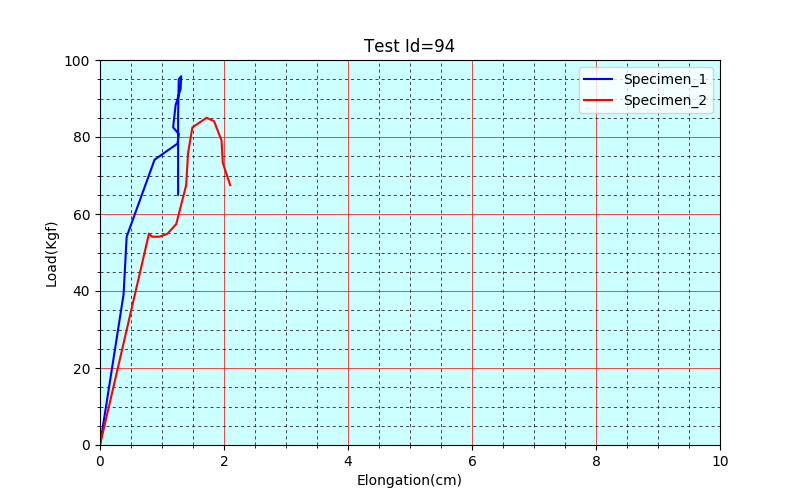 Test Id=94
Specimen_1
Specimen_2
100
80
60
40
20
0
Load(Kgf)
0 2 4 6 8 10
Elongation(cm)